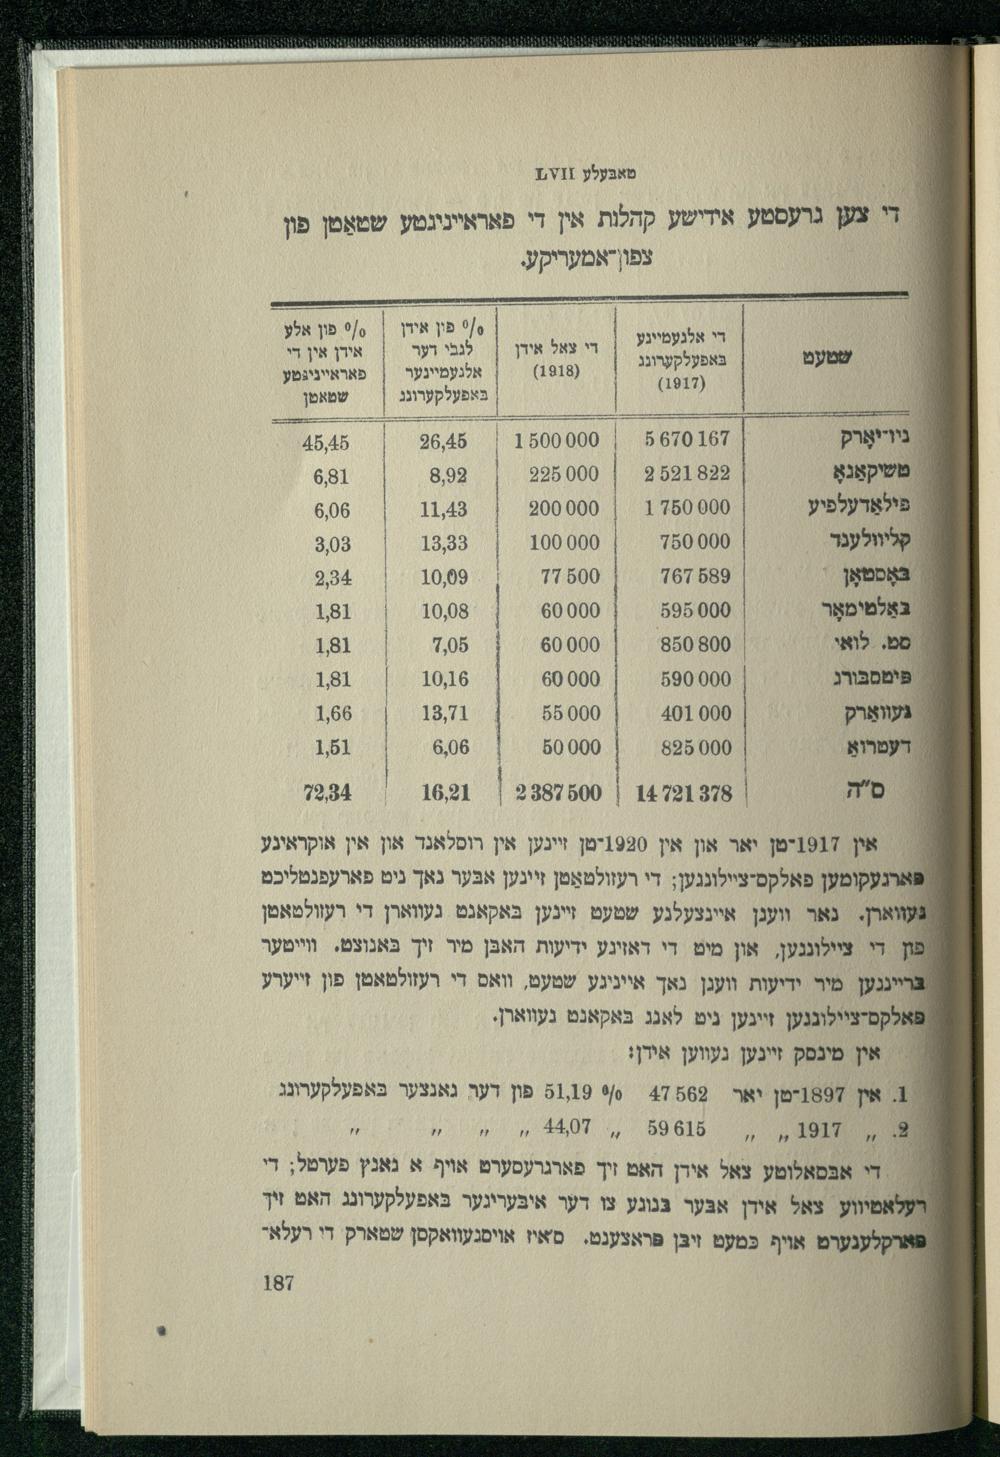 טאבעלע LVII
די צען גרעסטע אידישע קהלות אין די פאראייניגטע שטאַטן פון
צפון־אמעריקע.
שטעט | די אלגעמיינע באפעלקערונג (1917) | די צאל אידן (1918) | % פון אידן לגבי דער אלגעמיינער באפעלקערונג | % פון אלע אידן אין די פאראייניגטע שטאטן
ניו־יאָרק 5 670 167 1 500 000 26,45 45,45
טשיקאַגאָ 2 521 822 225 000 8,92 6,81
פילאַדעלפיע 1 750 000 200 000 11,43 6,06
קליוולענד 750 000 100 000 13,33 3,03
באָסטאָן 767 589 77 500 10,09 2,34
באַלטימאָר 595 000 60 000 10,08 1,81
סט. לואי 850 800 60 000 7,05 1,81
פיטסבורג 590 000 60 000 10,16 1,81
נעוואַרק 401 000 55 000 13,71 1,66
דעטרואַ 825 000 50 000 6,06 1,51
ס״ה 14 721 378 2 387 500 16,21 72,34
אין 1917־טן יאר און אין 1920־טן זיינען אין רוסלאנד און אין אוקראינע
פארגעקומען פאלקס־ציילונגען; די רעזולטאַטן זיינען אבער נאך ניט פארעפנטליכט
געווארן. נאר וועגן איינצעלנע שטעט זיינען באקאנט געווארן די רעזולטאטן
פון די ציילונגען, און מיט די דאזיגע ידיעות האבן מיר זיך באנוצט. ווייטער
ברייינגען מיר ידיעות וועגן נאך אייניגע שטעט, וואס די רעזולטאטן פון זייערע
פאלקס־ציילונגען זיינען ניט לאנג באקאנט געווארן.
אין מינסק זיינען געווען אידן:
1. אין 1897־טן יאר 47 562 % 51,19 פון דער גאנצער באפעלקערונג
2. „ 1917 „ „ 59 615 „ 44,07 „ „ „ „
די אבסאלוטע צאל אידן האט זיך פארגרעסערט אויף א גאנץ פערטל; די
רעלאטיווע צאל אידן אבער בנוגע צו דער איבעריגער באפעלקערונג האט זיך
פארקלענערט אויף כמעט זיבן פראצענט. ס׳איז אויסגעוואקסן שטארק די רעלא־
187